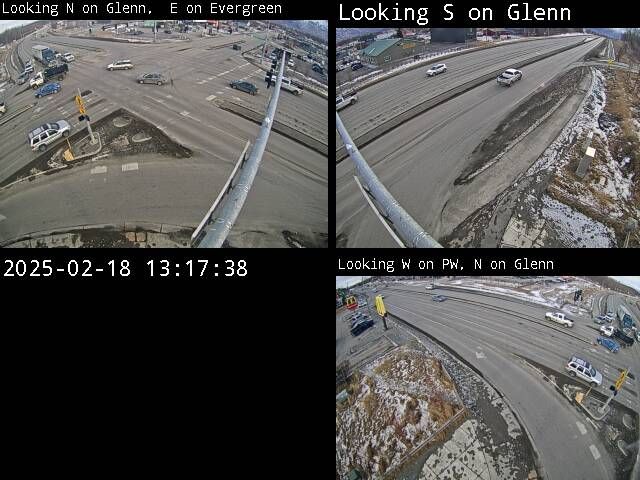 Looking N on Glenn,  E on Evergreen
Looking S on Glenn
2025-02-18 13:17:38
Looking W on PW, N on Glenn